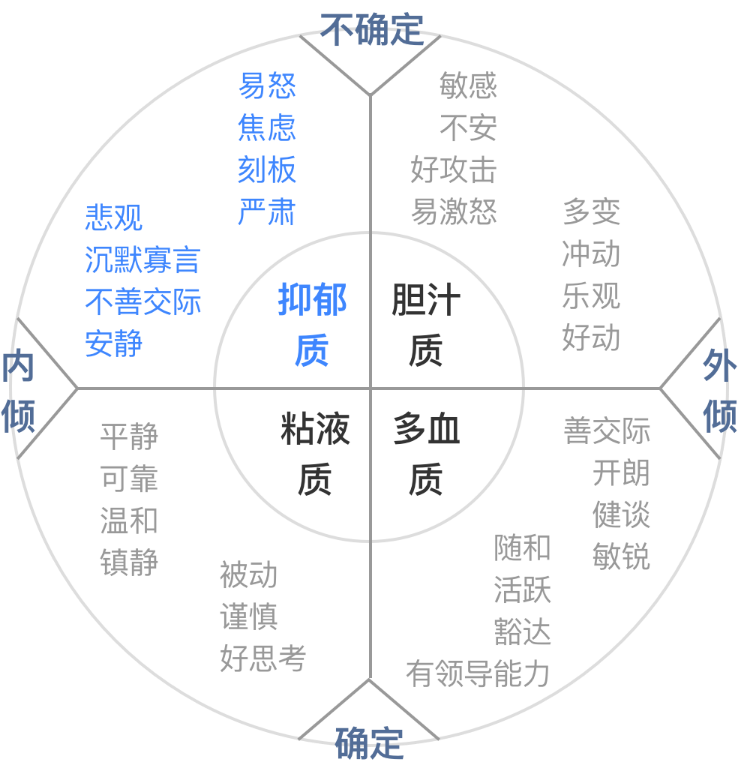 不确定
易怒
焦虑
刻板
严肃
敏感
不安
好攻击
易激怒
悲观
沉默寡言
不善交际
安静
多变
冲动
乐观
好动
抑郁
质
胆汁
质
内
倾
外
倾
粘液
质
多血
质
平静
可靠
温和
镇静
被动
谨慎
好思考
善交际
开朗
健谈
敏锐
随和
活跃
豁达
有领导能力
确定